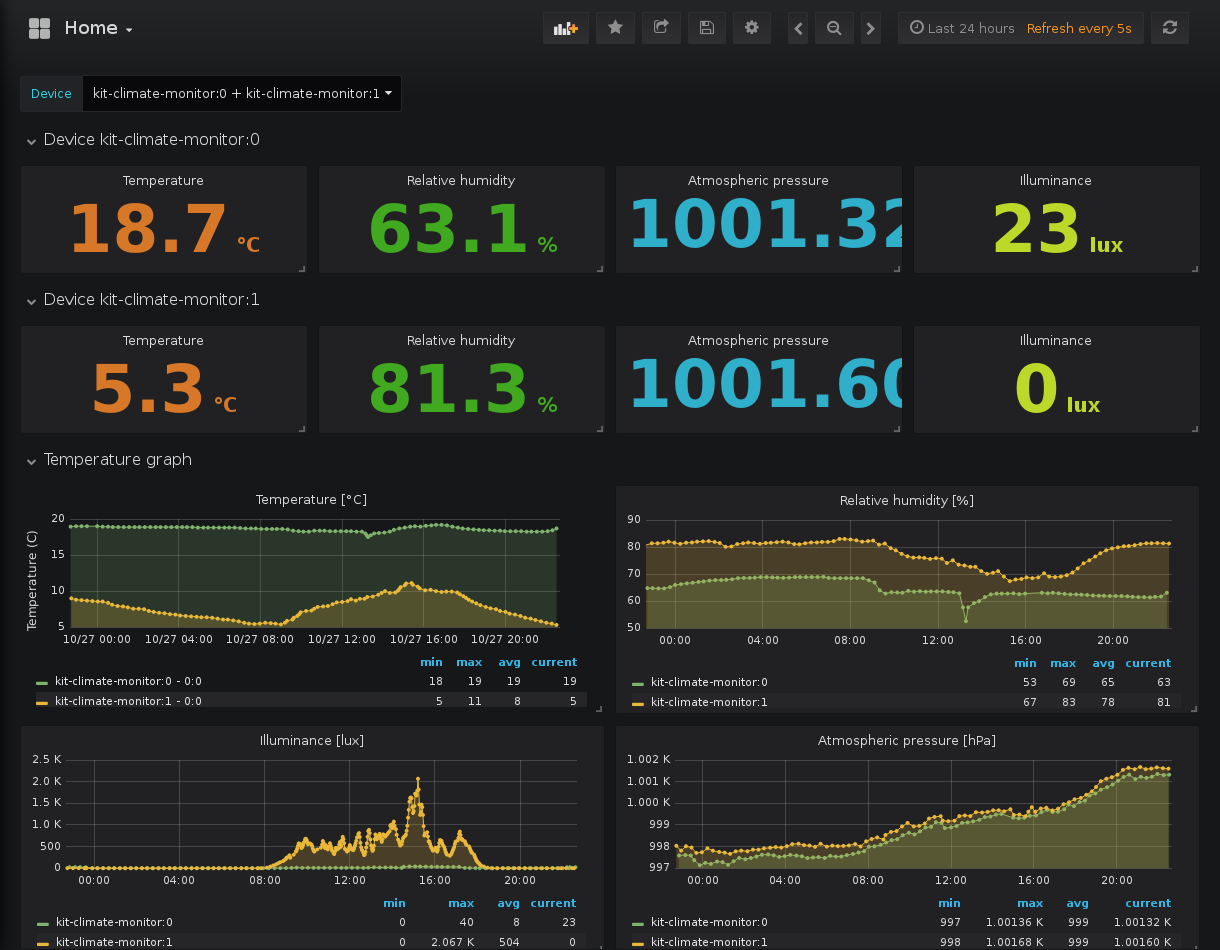 Home
Last 24 hours Refresh every 5s
Device kit-climate-monitor:0 + kit-climate-monitor:1
Device kit-climate-monitor:0
Temperature Relative humidity Atmospheric pressure Illuminance
18.7 °C 63.1 % 1001.32 23 lux
Device kit-climate-monitor:1
Temperature Relative humidity Atmospheric pressure Illuminance
5.3 °C 81.3 % 1001.60 0 lux
Temperature graph
Temperature [°C]
Temperature (C)
20
15
10
5
10/27 00:00 10/27 04:00 10/27 08:00 10/27 12:00 10/27 16:00 10/27 20:00
min max avg current
kit-climate-monitor:0 - 0:0 18 19 19 19
kit-climate-monitor:1 - 0:0 5 11 8 5
Relative humidity [%]
90
80
70
60
50
00:00 04:00 08:00 12:00 16:00 20:00
min max avg current
kit-climate-monitor:0 53 69 65 63
kit-climate-monitor:1 67 83 78 81
Illuminance [lux]
2.5 K
2.0 K
1.5 K
1.0 K
500
0
00:00 04:00 08:00 12:00 16:00 20:00
min max avg current
kit-climate-monitor:0 0 40 8 23
kit-climate-monitor:1 0 2.067 K 504 0
Atmospheric pressure [hPa]
1.002 K
1.001 K
1.000 K
999
998
997
00:00 04:00 08:00 12:00 16:00 20:00
min max avg current
kit-climate-monitor:0 997 1.00136 K 999 1.00132 K
kit-climate-monitor:1 998 1.00168 K 999 1.00160 K